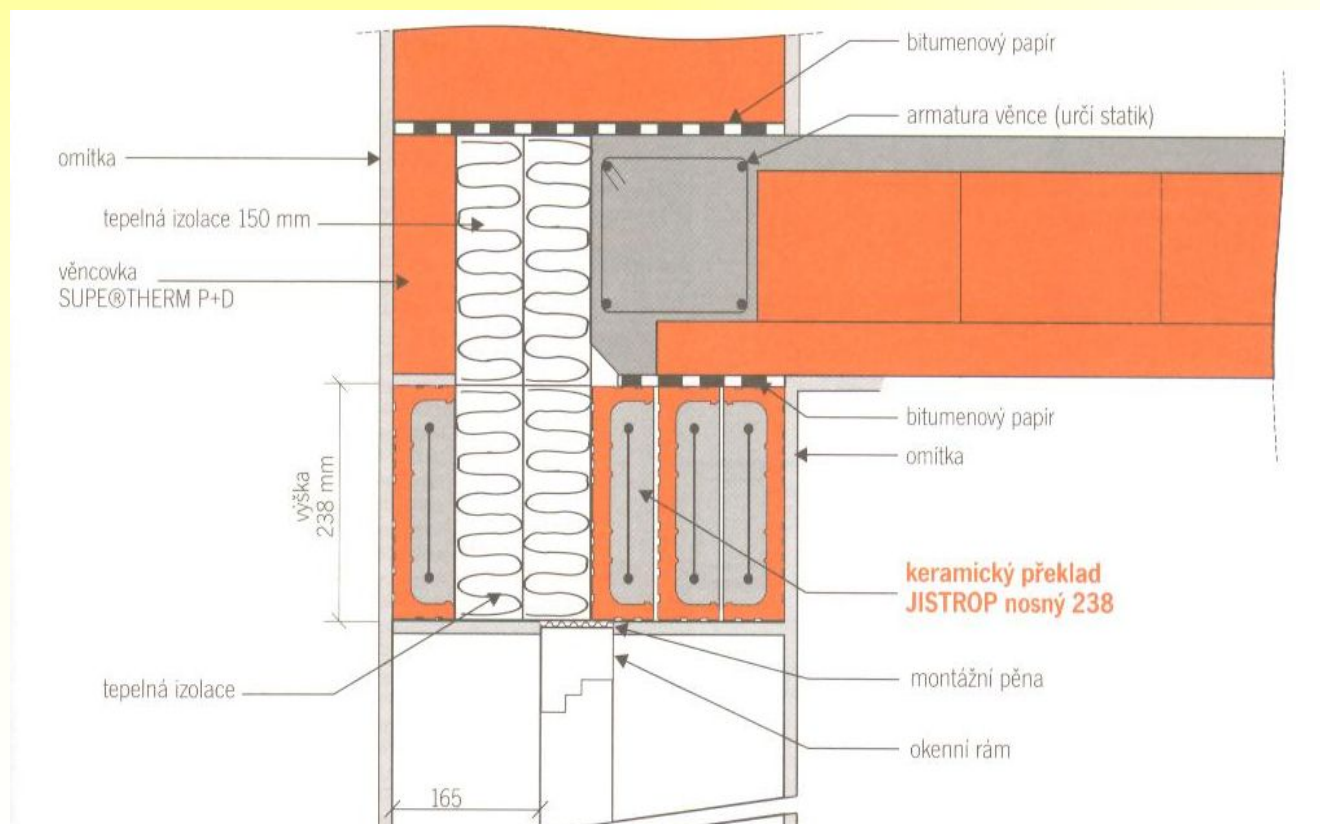 bitumenový papír
armatura věnce (určí statik)
omítka
tepelná izolace 150 mm
věncovka
SUPE®THERM P+D
bitumenový papír
omítka
výška
238 mm
keramický překlad
JISTROP nosný 238
tepelná izolace
montážní pěna
okenní rám
165